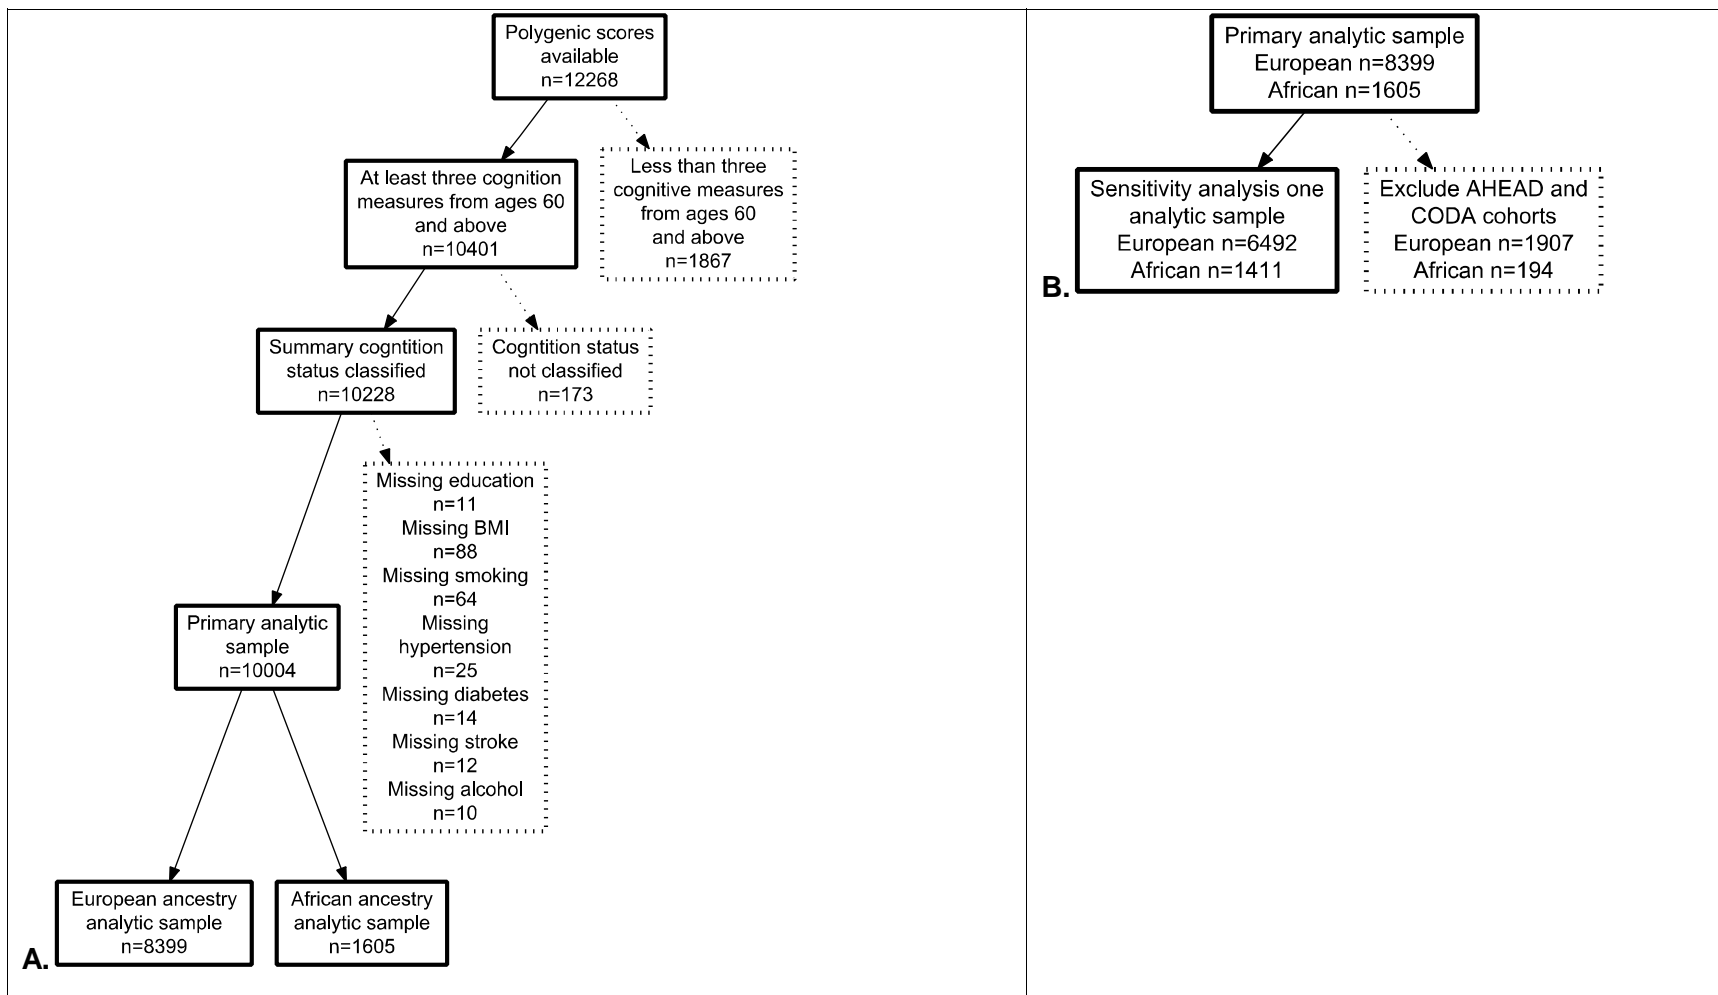 Polygenic scores
available
n=12268
At least three cognition
measures from ages 60
and above
n=10401
Less than three
cognitive measures
from ages 60
and above
n=1867
Summary cogntition
status classified
n=10228
Cogntition status
not classified
n=173
Missing education
n=11
Missing BMI
n=88
Missing smoking
n=64
Missing
hypertension
n=25
Missing diabetes
n=14
Missing stroke
n=12
Missing alcohol
n=10
Primary analytic
sample
n=10004
European ancestry
analytic sample
n=8399
African ancestry
analytic sample
n=1605
A.
Primary analytic sample
European n=8399
African n=1605
Sensitivity analysis one
analytic sample
European n=6492
African n=1411
Exclude AHEAD and
CODA cohorts
European n=1907
African n=194
B.